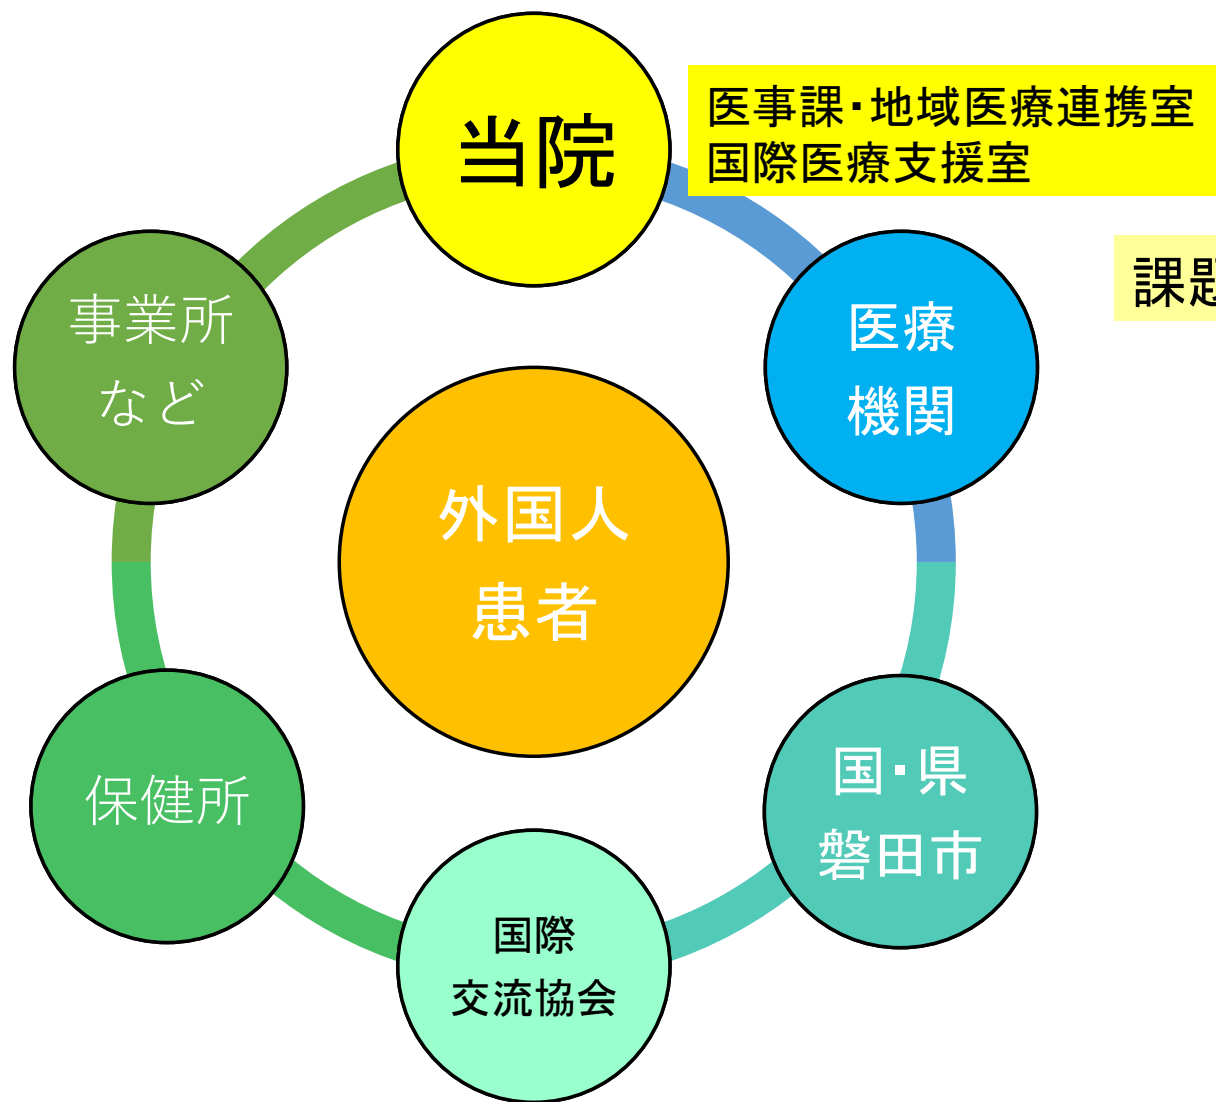 当院
医事課・地域医療連携室
国際医療支援室
課題
事業所
など
医療
機関
外国人
患者
国・県
磐田市
保健所
国際
交流協会